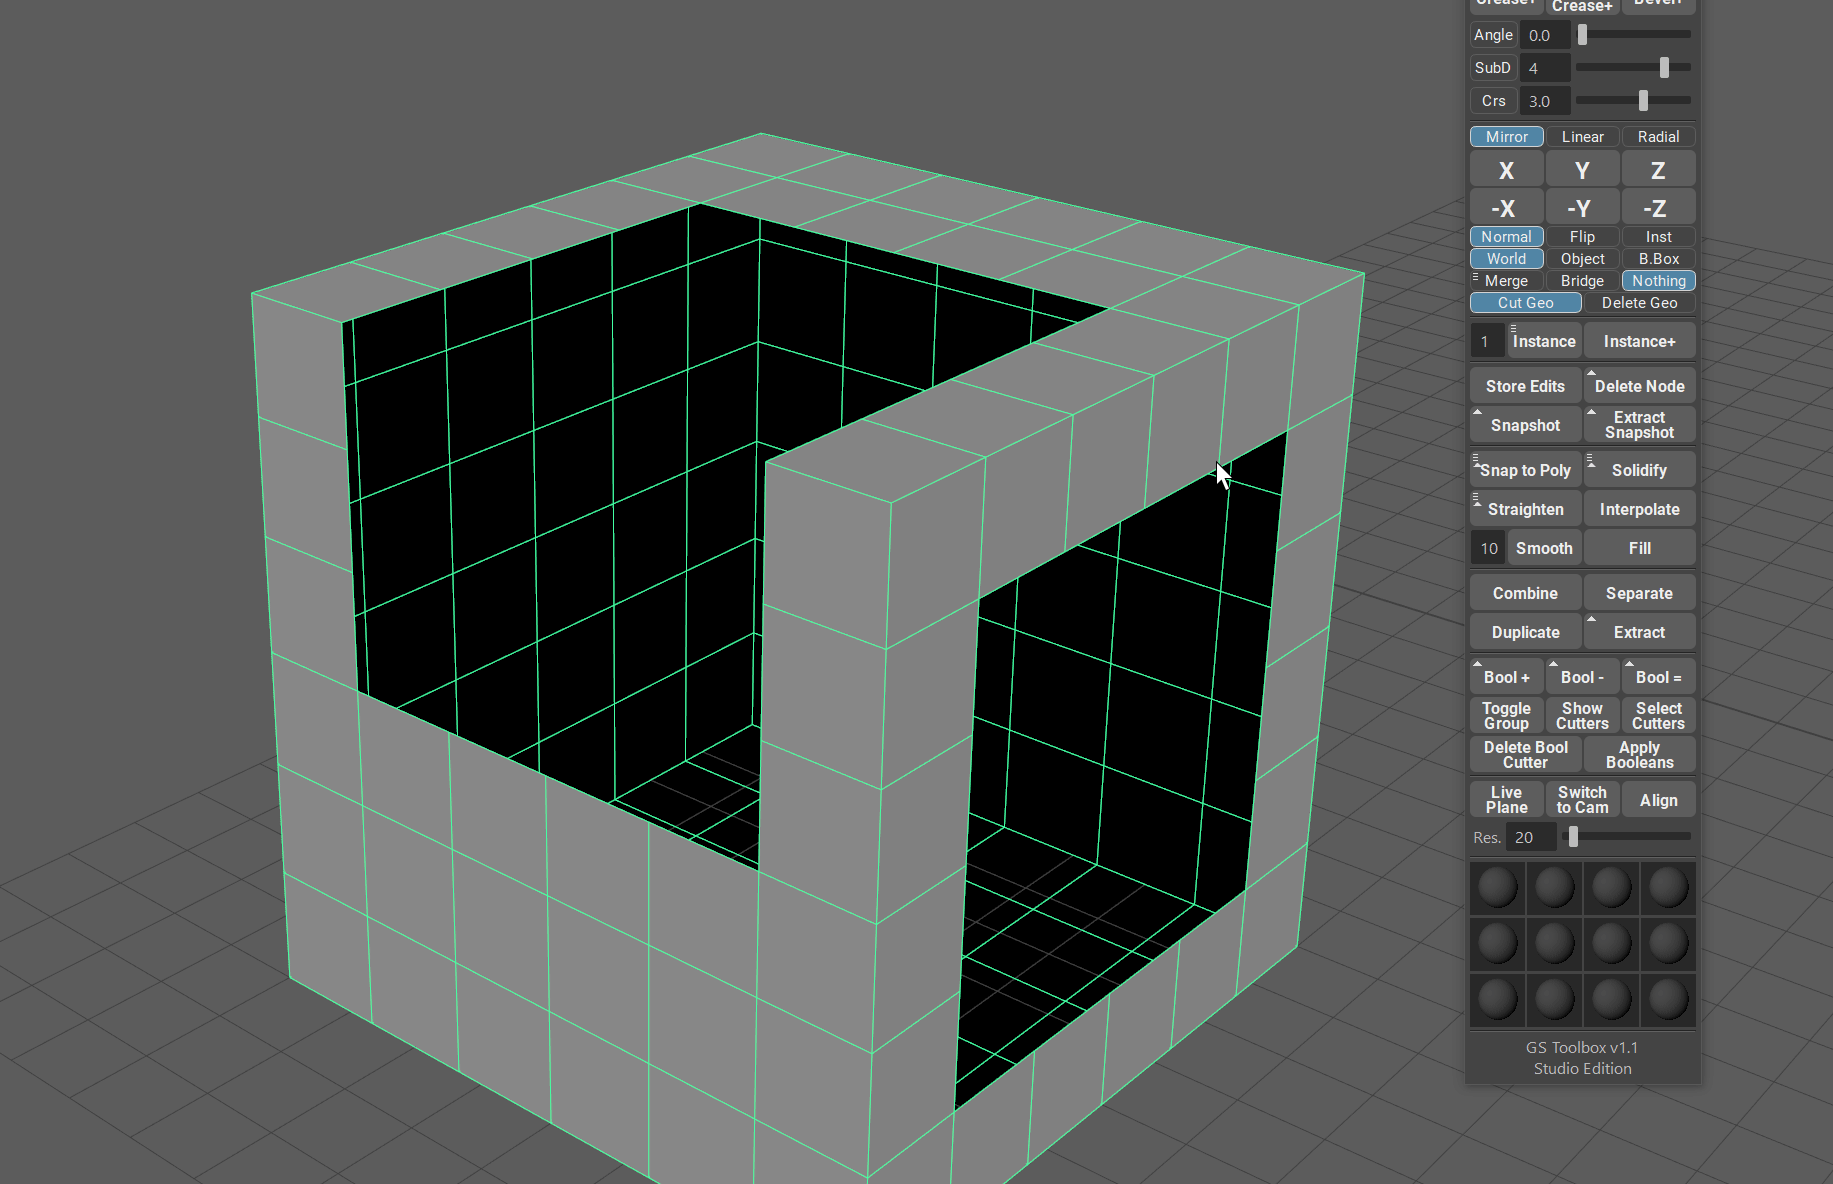 Crease+ Crease+ Bevel+
Angle 0.0
SubD 4
Crs 3.0
Mirror Linear Radial
X Y Z
-X -Y -Z
Normal Flip Inst
World Object B.Box
Merge Bridge Nothing
Cut Geo Delete Geo
1 Instance Instance+
Store Edits Delete Node
Snapshot Extract
Snapshot
Snap to Poly Solidify
Straighten Interpolate
10 Smooth Fill
Combine Separate
Duplicate Extract
Bool + Bool - Bool =
Toggle Show Select
Group Cutters Cutters
Delete Bool Apply
Cutter Booleans
Live Switch Align
Plane to Cam
Res. 20
GS Toolbox v1.1
Studio Edition